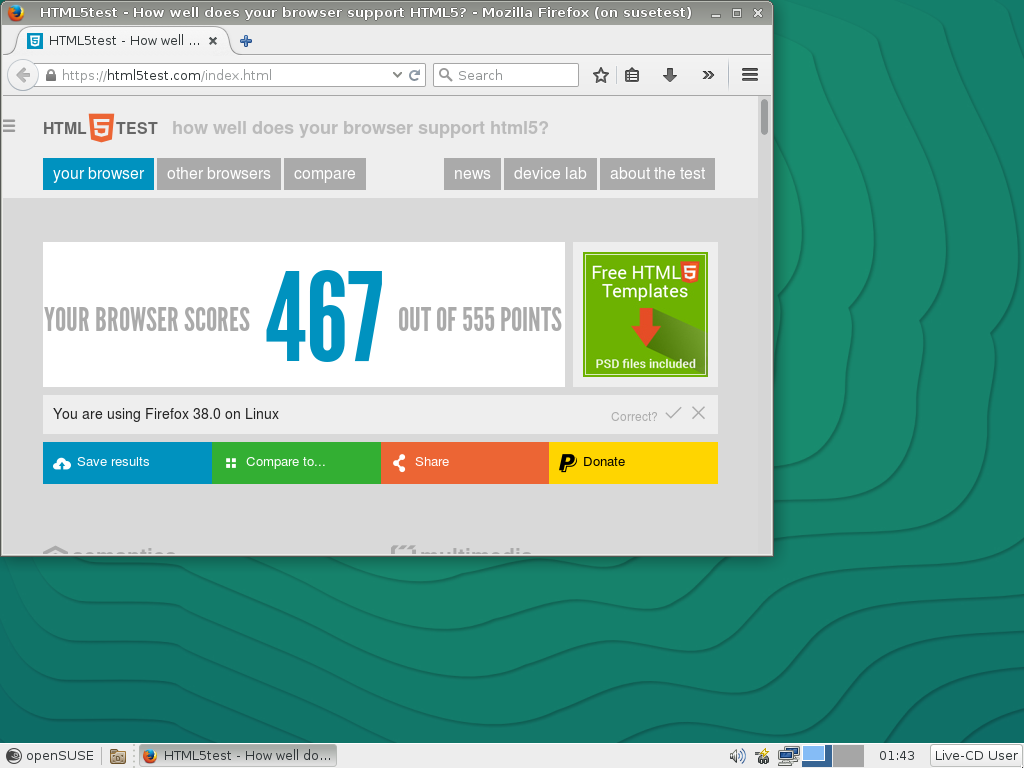 HTML5test - How well does your browser support HTML5? - Mozilla Firefox (on susetest)
HTML5test - How well ...
https://html5test.com/index.html
Search
HTML 5 TEST how well does your browser support html5?
your browser other browsers compare news device lab about the test
YOUR BROWSER SCORES 467 OUT OF 555 POINTS
Free HTML5
Templates
PSD files included
You are using Firefox 38.0 on Linux
Correct?
Save results Compare to... Share Donate
semantics multimedia
openSUSE HTML5test - How well do... 01:43 Live-CD User